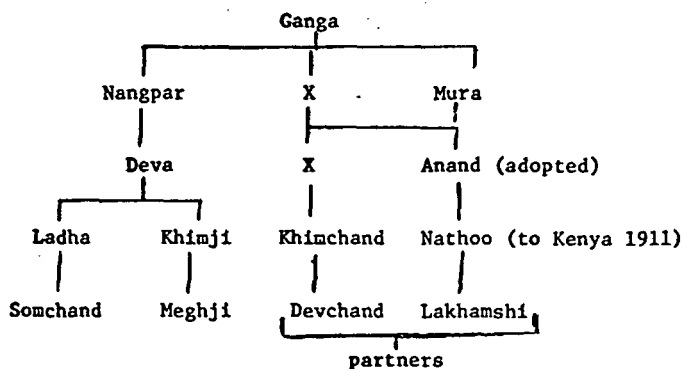 Ganga
Nangpar X Mura
Deva X Anand (adopted)
Ladha Khimji Khimchand Nathoo (to Kenya 1911)
Somchand Meghji Devchand Lakhamshi
partners